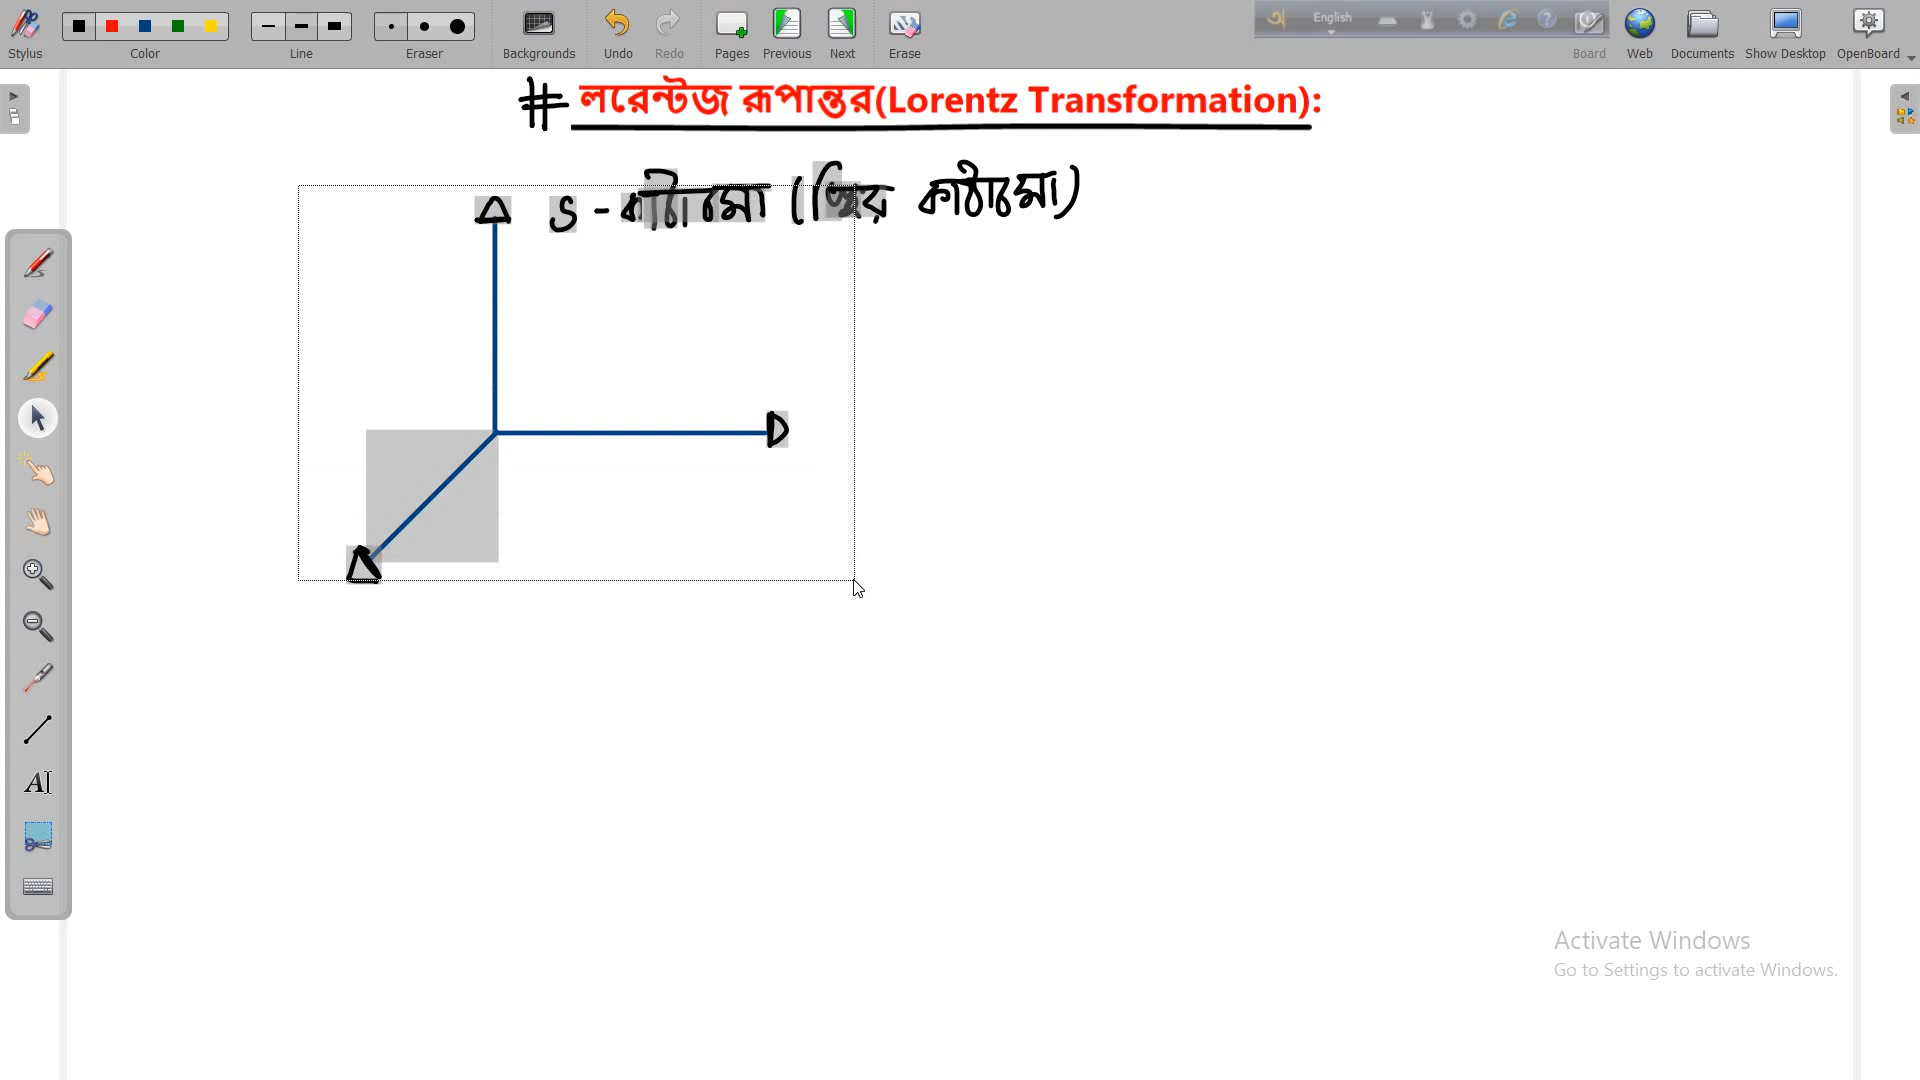 Stylus Color Line Eraser Backgrounds Undo Redo Pages Previous Next Erase English Board Web Documents Show Desktop OpenBoard
# লরেন্টজ রূপান্তর(Lorentz Transformation):
S - কাঠামো (স্থির কাঠামো)
Activate Windows
Go to Settings to activate Windows.